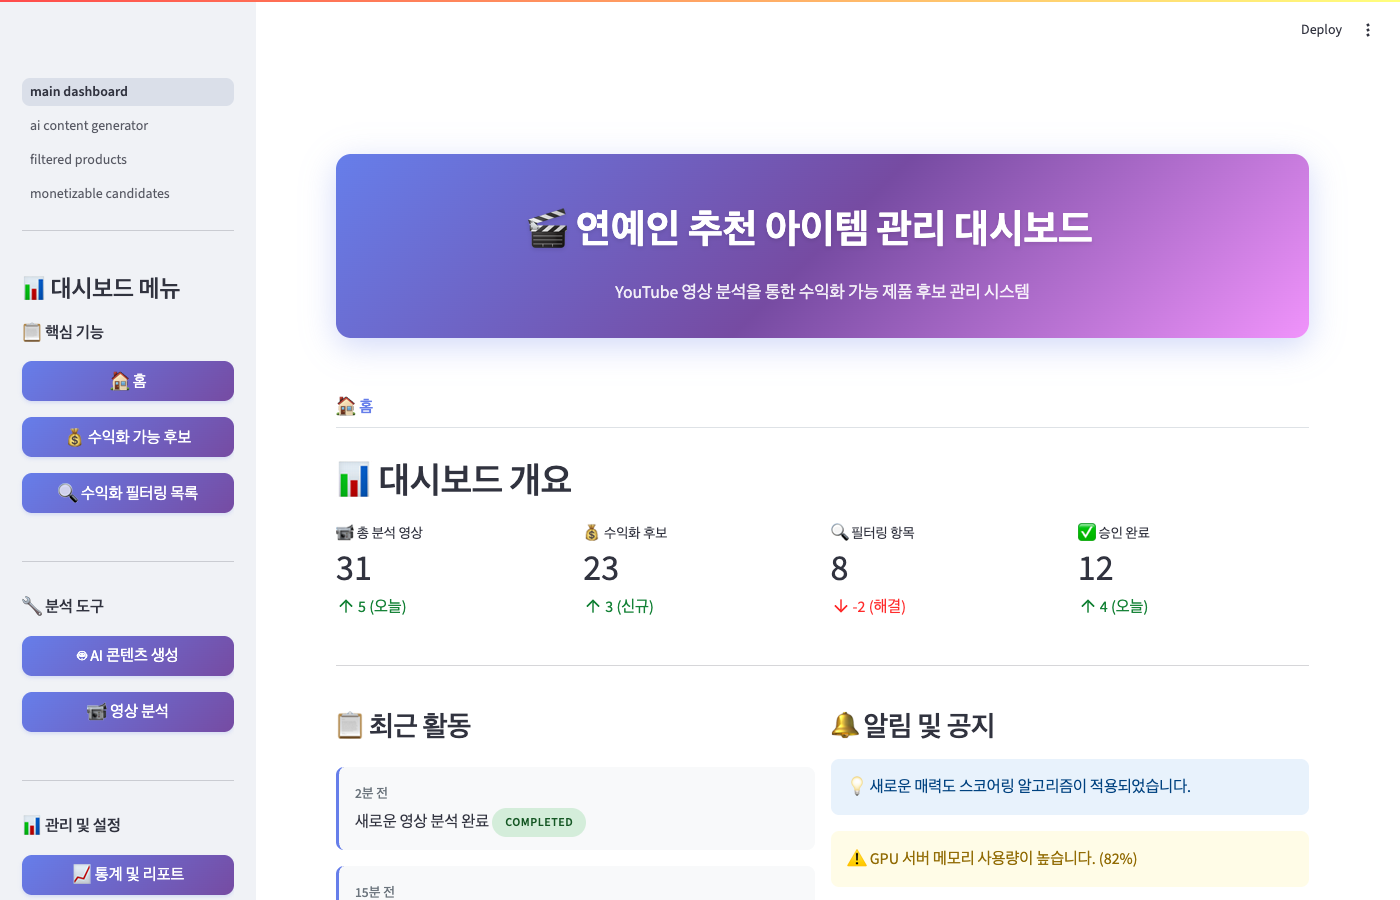 Deploy
main dashboard
ai content generator
filtered products
monetizable candidates
📊 대시보드 메뉴
📋 핵심 기능
🏠 홈
💰 수익화 가능 후보
🔍 수익화 필터링 목록
🔧 분석 도구
🤖 AI 콘텐츠 생성
📹 영상 분석
📊 관리 및 설정
📈 통계 및 리포트
🎬 연예인 추천 아이템 관리 대시보드
YouTube 영상 분석을 통한 수익화 가능 제품 후보 관리 시스템
🏠 홈
📊 대시보드 개요
📹 총 분석 영상
31
↑ 5 (오늘)
💰 수익화 후보
23
↑ 3 (신규)
🔍 필터링 항목
8
↓ -2 (해결)
✅ 승인 완료
12
↑ 4 (오늘)
📋 최근 활동
2분 전
새로운 영상 분석 완료 COMPLETED
15분 전
🔔 알림 및 공지
💡 새로운 매력도 스코어링 알고리즘이 적용되었습니다.
⚠️ GPU 서버 메모리 사용량이 높습니다. (82%)